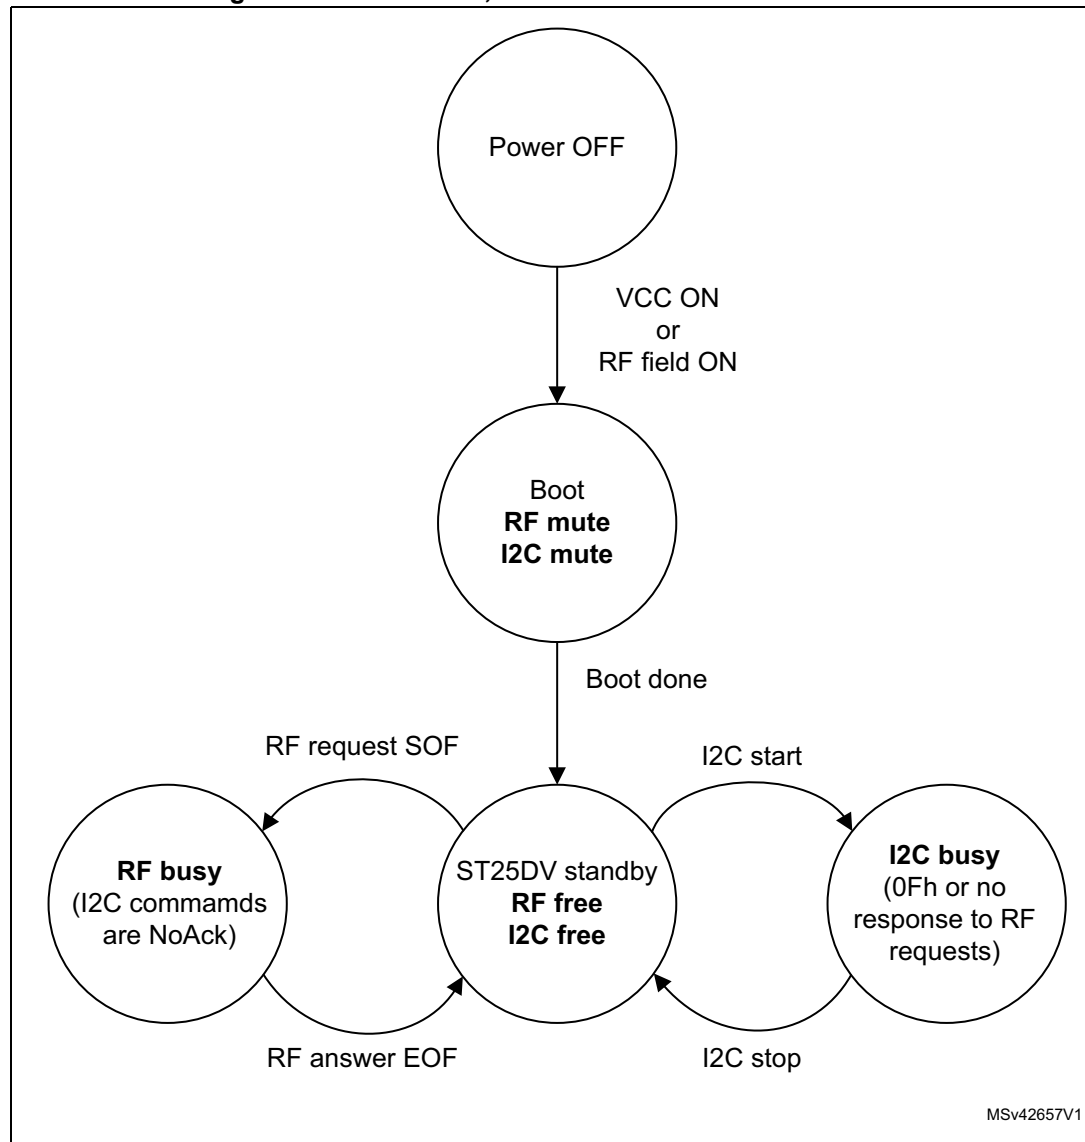 Power OFF
VCC ON
or
RF field ON
Boot
RF mute
I2C mute
Boot done
RF request SOF
I2C start
RF busy
(I2C commamds
are NoAck)
ST25DV standby
RF free
I2C free
I2C busy
(0Fh or no
response to RF
requests)
RF answer EOF
I2C stop
MSv42657V1